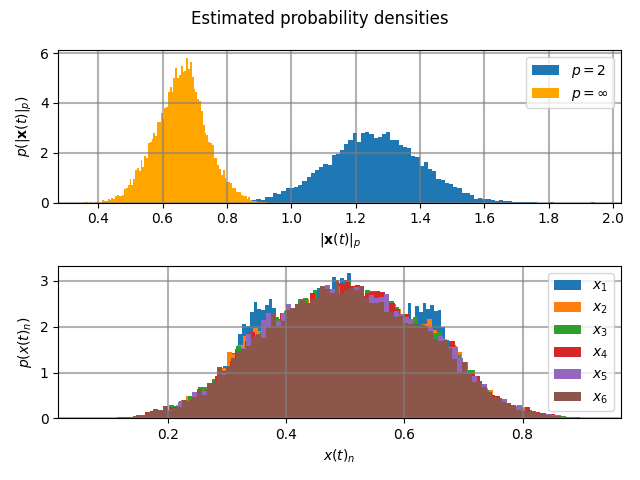 Estimated probability densities
p(|𝐱(t)|ₚ)
6
4
2
0
p = 2
p = ∞
0.4 0.6 0.8 1.0 1.2 1.4 1.6 1.8 2.0
|𝐱(t)|ₚ
p(x(t)ₙ)
3
2
1
0
x₁
x₂
x₃
x₄
x₅
x₆
0.2 0.4 0.6 0.8
x(t)ₙ